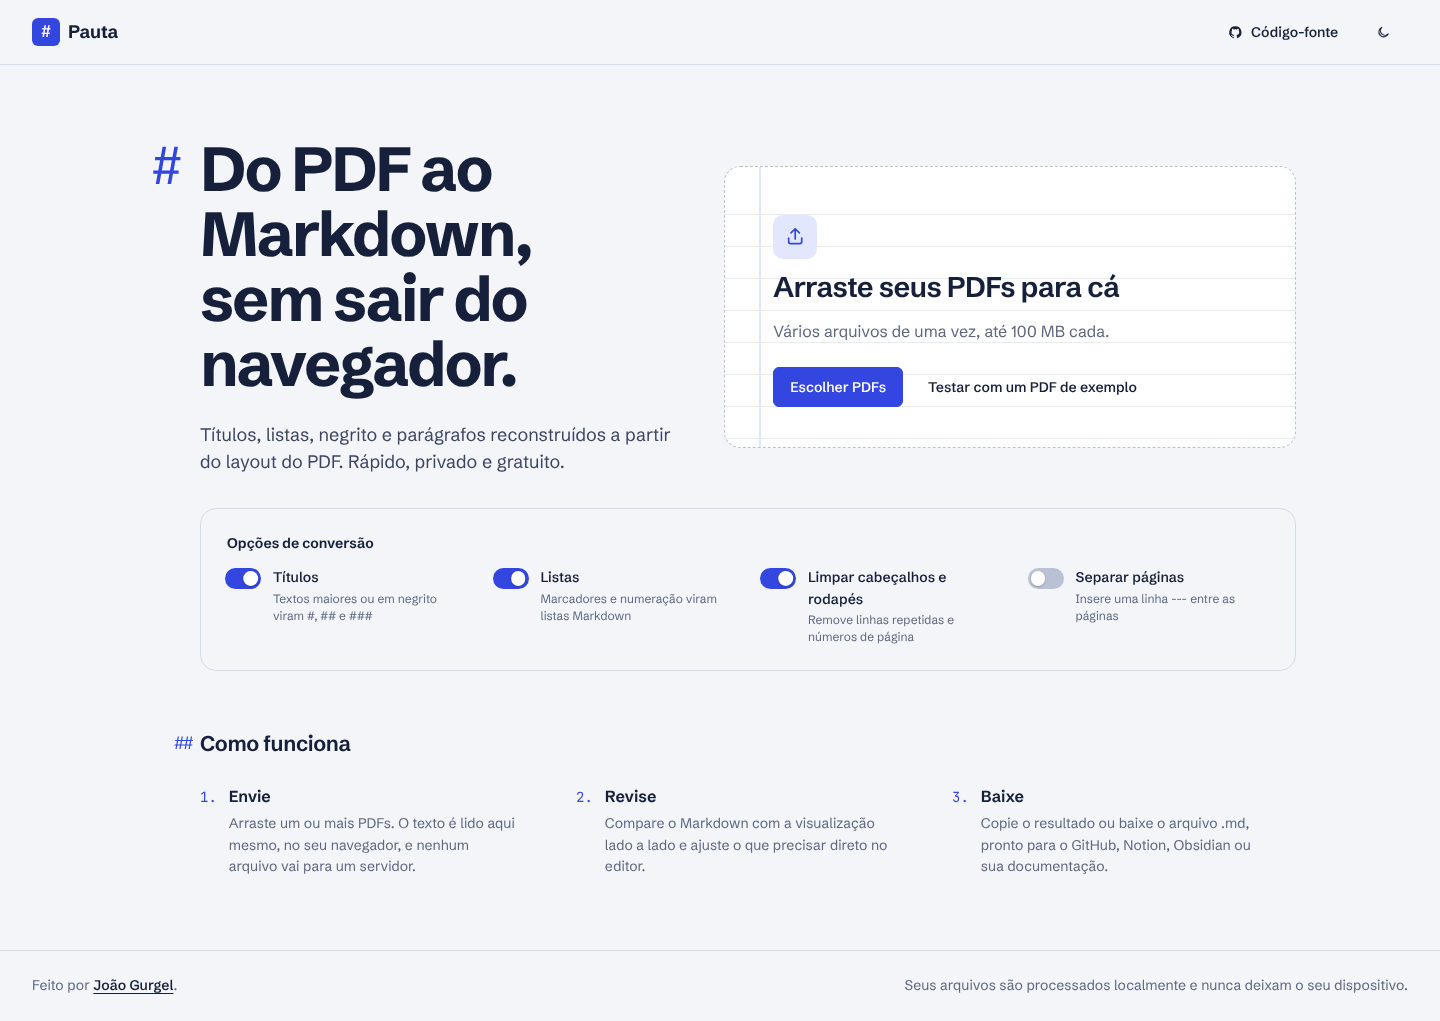 # Pauta
Código-fonte
# Do PDF ao
Markdown,
sem sair do
navegador.
Títulos, listas, negrito e parágrafos reconstruídos a partir
do layout do PDF. Rápido, privado e gratuito.
Arraste seus PDFs para cá
Vários arquivos de uma vez, até 100 MB cada.
Escolher PDFs
Testar com um PDF de exemplo
Opções de conversão
Títulos
Textos maiores ou em negrito
viram #, ## e ###
Listas
Marcadores e numeração viram
listas Markdown
Limpar cabeçalhos e
rodapés
Remove linhas repetidas e
números de página
Separar páginas
Insere uma linha --- entre as
páginas
## Como funciona
1. Envie
Arraste um ou mais PDFs. O texto é lido aqui
mesmo, no seu navegador, e nenhum
arquivo vai para um servidor.
2. Revise
Compare o Markdown com a visualização
lado a lado e ajuste o que precisar direto no
editor.
3. Baixe
Copie o resultado ou baixe o arquivo .md,
pronto para o GitHub, Notion, Obsidian ou
sua documentação.
Feito por João Gurgel.
Seus arquivos são processados localmente e nunca deixam o seu dispositivo.